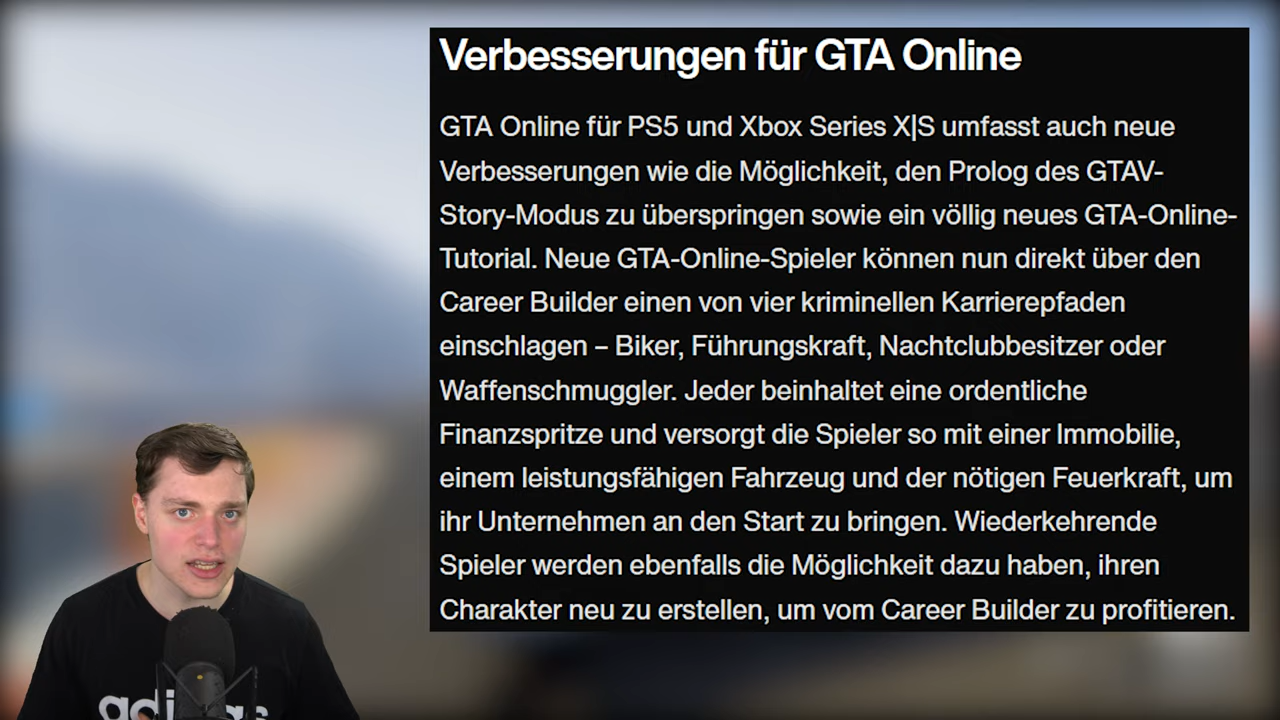 Verbesserungen für GTA Online
GTA Online für PS5 und Xbox Series X|S umfasst auch neue
Verbesserungen wie die Möglichkeit, den Prolog des GTAV-
Story-Modus zu überspringen sowie ein völlig neues GTA-Online-
Tutorial. Neue GTA-Online-Spieler können nun direkt über den
Career Builder einen von vier kriminellen Karrierepfaden
einschlagen – Biker, Führungskraft, Nachtclubbesitzer oder
Waffenschmuggler. Jeder beinhaltet eine ordentliche
Finanzspritze und versorgt die Spieler so mit einer Immobilie,
einem leistungsfähigen Fahrzeug und der nötigen Feuerkraft, um
ihr Unternehmen an den Start zu bringen. Wiederkehrende
Spieler werden ebenfalls die Möglichkeit dazu haben, ihren
Charakter neu zu erstellen, um vom Career Builder zu profitieren.